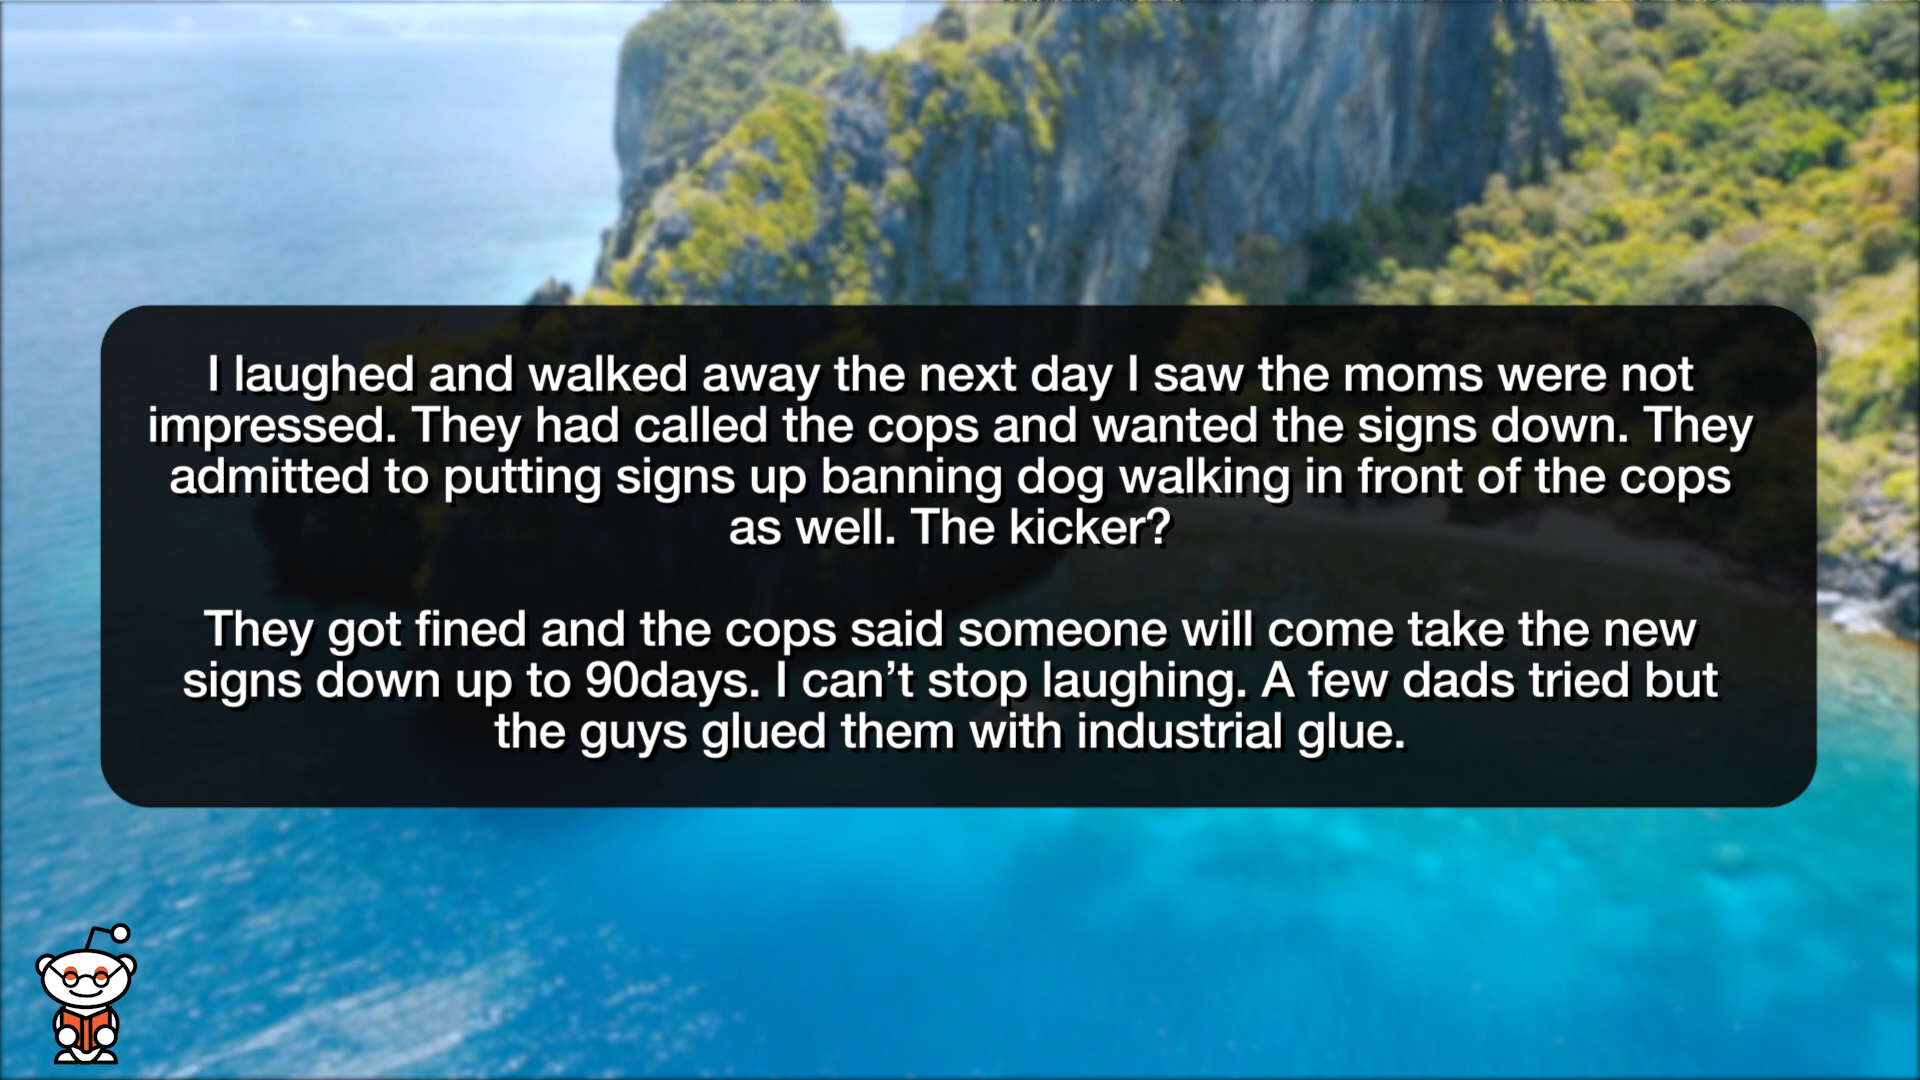 I laughed and walked away the next day I saw the moms were not
impressed. They had called the cops and wanted the signs down. They
admitted to putting signs up banning dog walking in front of the cops
as well. The kicker?
They got fined and the cops said someone will come take the new
signs down up to 90days. I can’t stop laughing. A few dads tried but
the guys glued them with industrial glue.